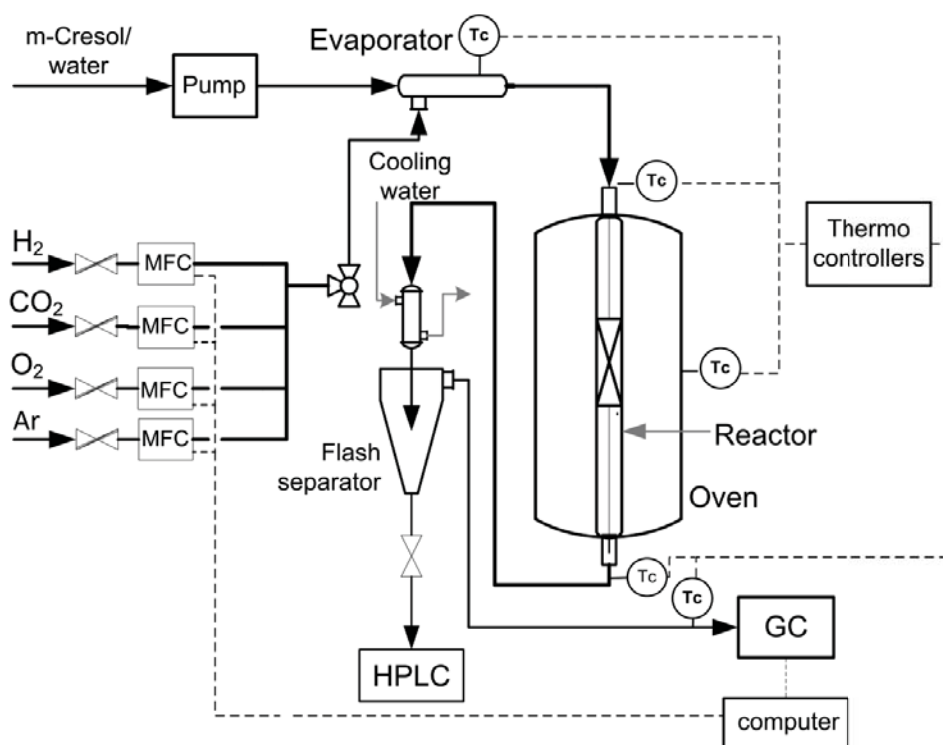 m-Cresol/
water
Pump
Evaporator
Tc
Cooling
water
Tc
Thermo
controllers
H2
MFC
CO2
MFC
O2
MFC
Ar
MFC
Tc
Flash
separator
Reactor
Oven
Tc
Tc
GC
HPLC
computer